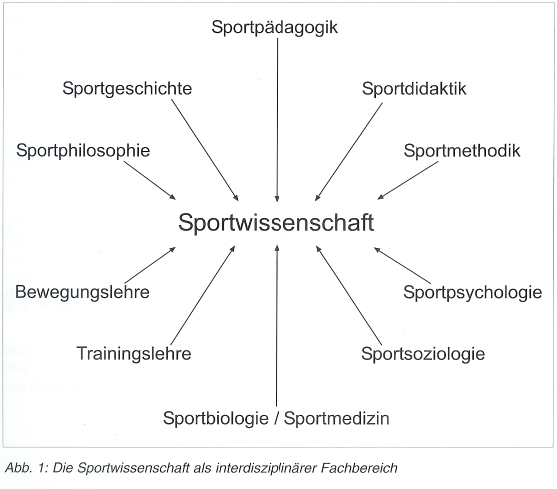 Sportpädagogik
Sportgeschichte
Sportdidaktik
Sportphilosophie
Sportmethodik
Sportwissenschaft
Bewegungslehre
Sportpsychologie
Trainingslehre
Sportsoziologie
Sportbiologie / Sportmedizin
Abb. 1: Die Sportwissenschaft als interdisziplinärer Fachbereich